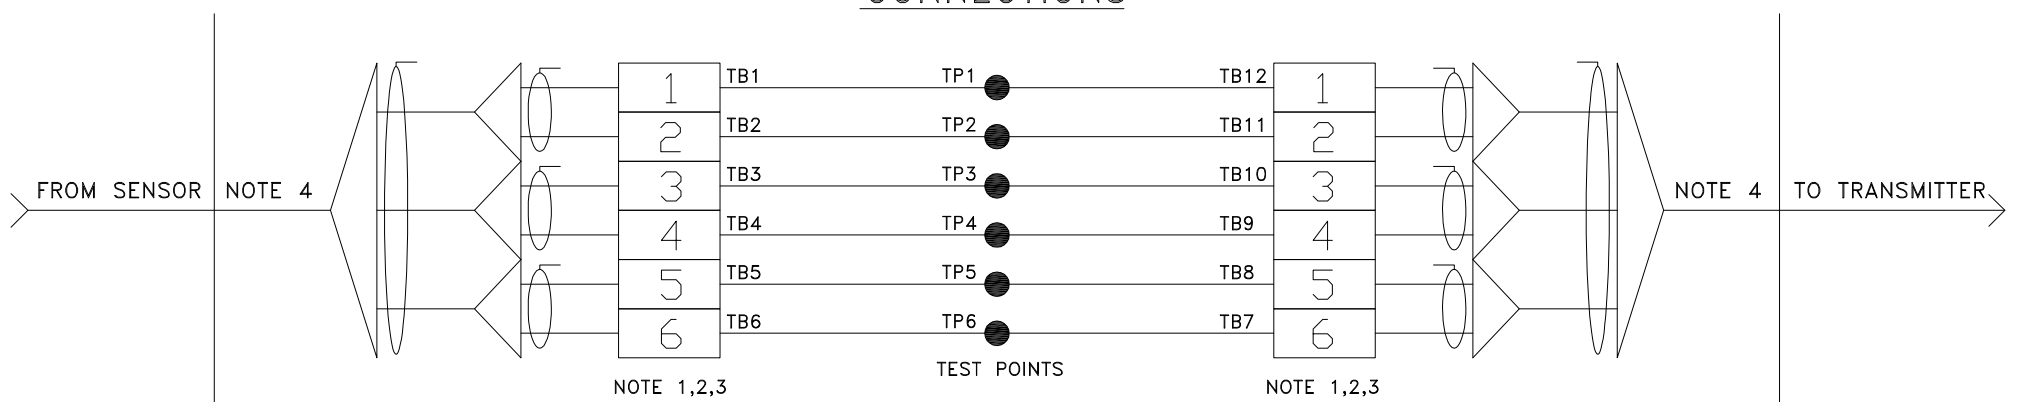 CONNECTIONS
1 TB1 TP1 TB12 1
2 TB2 TP2 TB11 2
3 TB3 TP3 TB10 3
FROM SENSOR NOTE 4 NOTE 4 TO TRANSMITTER
4 TB4 TP4 TB9 4
5 TB5 TP5 TB8 5
6 TB6 TP6 TB7 6
TEST POINTS
NOTE 1,2,3 NOTE 1,2,3